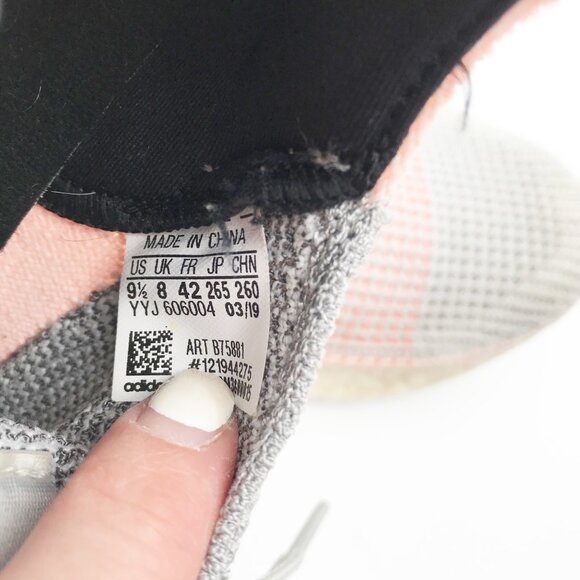 MADE IN CHINA
US UK FR JP CHN
9½ 8 42 265 260
YYJ 606004 03/19
ART B75881
#121944275